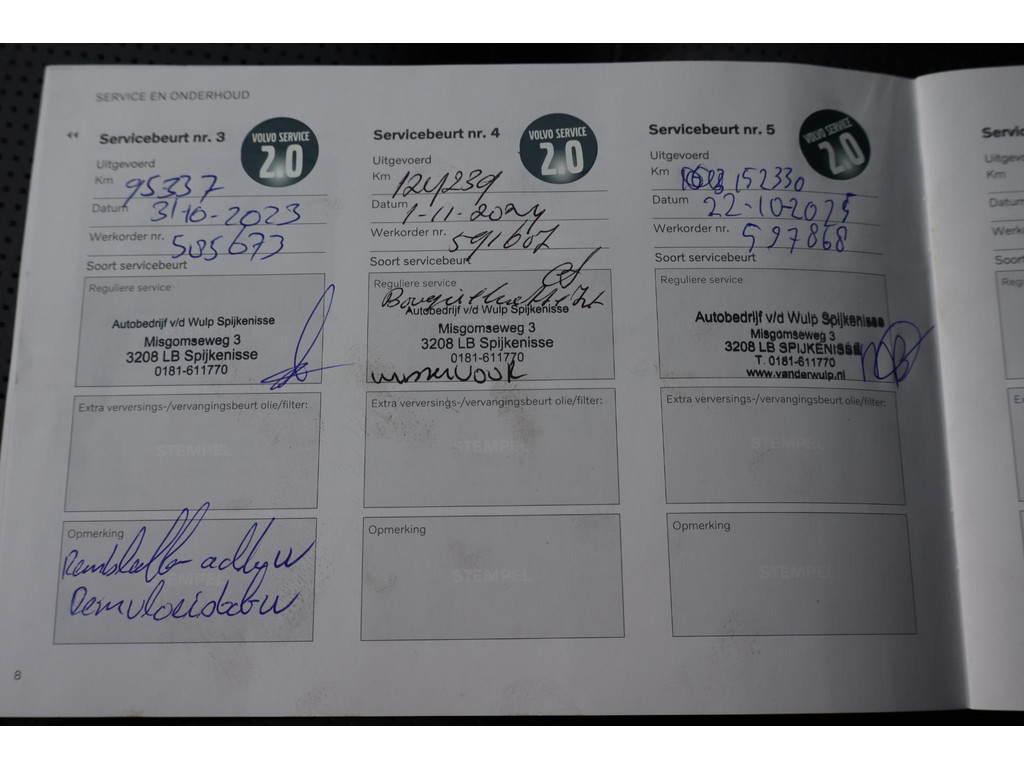 SERVICE EN ONDERHOUD
Servicebeurt nr. 3
VOLVO SERVICE
2.0
Uitgevoerd
Km 95337
Datum 31-10-2023
Werkorder nr. 585673
Soort servicebeurt
Reguliere service
Autobedrijf v/d Wulp Spijkenisse
Misgomseweg 3
3208 LB Spijkenisse
0181-611770
Extra verversings-/vervangingsbeurt olie/filter:
STEMPEL
Opmerking
Remvloeistof
Servicebeurt nr. 4
VOLVO SERVICE
2.0
Uitgevoerd
Km 124239
Datum 1-11-2024
Werkorder nr.
Soort servicebeurt
Reguliere service
Autobedrijf v/d Wulp Spijkenisse
Misgomseweg 3
3208 LB Spijkenisse
0181-611770
Extra verversings-/vervangingsbeurt olie/filter:
STEMPEL
Opmerking
STEMPEL
Servicebeurt nr. 5
VOLVO SERVICE
2.0
Uitgevoerd
Km 152330
Datum 22-10-2025
Werkorder nr. 597868
Soort servicebeurt
Reguliere service
Autobedrijf v/d Wulp Spijkenisse
Misgomseweg 3
3208 LB SPIJKENISSE
T. 0181-611770
www.vanderwulp.nl
Extra verversings-/vervangingsbeurt olie/filter:
STEMPEL
Opmerking
STEMPEL
8
Km